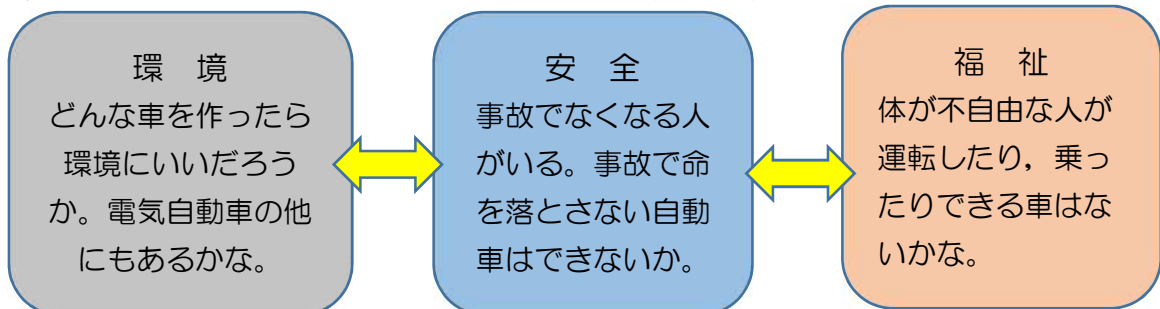 環　境
どんな車を作ったら
環境にいいだろう
か。電気自動車の他
にもあるかな。
安　全
事故でなくなる人
がいる。事故で命
を落とさない自動
車はできないか。
福　祉
体が不自由な人が
運転したり，乗っ
たりできる車はな
いかな。